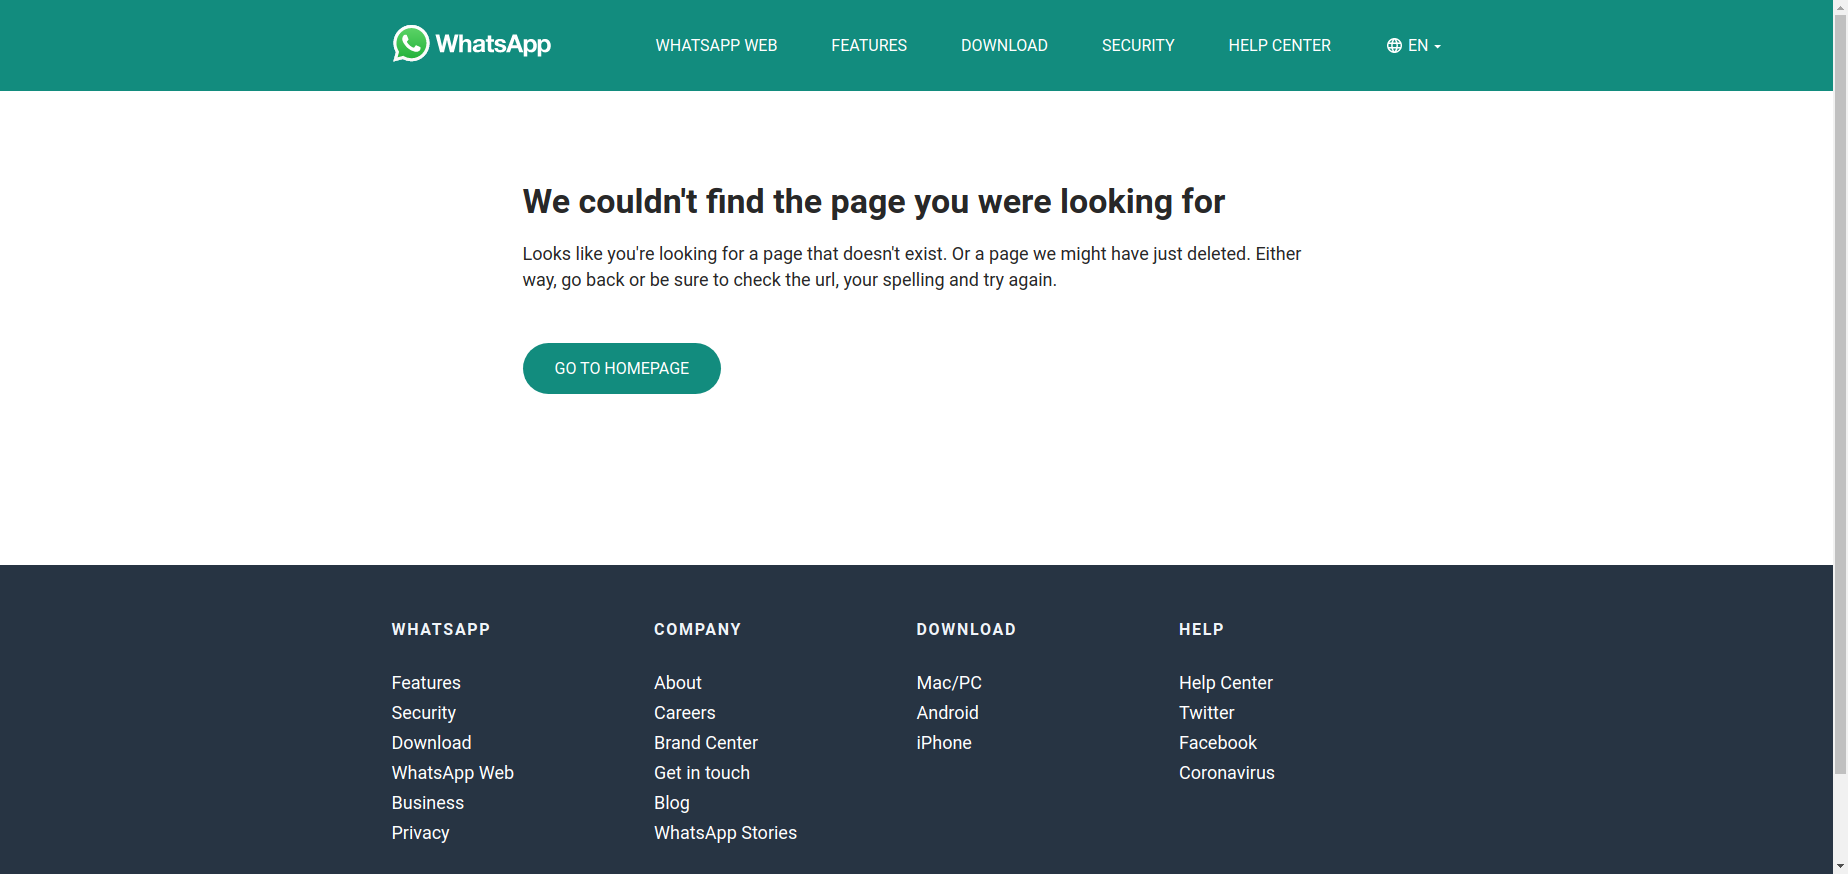 WhatsApp
WHATSAPP WEB
FEATURES
DOWNLOAD
SECURITY
HELP CENTER
EN
We couldn't find the page you were looking for
Looks like you're looking for a page that doesn't exist. Or a page we might have just deleted. Either
way, go back or be sure to check the url, your spelling and try again.
GO TO HOMEPAGE
WHATSAPP
Features
Security
Download
WhatsApp Web
Business
Privacy
COMPANY
About
Careers
Brand Center
Get in touch
Blog
WhatsApp Stories
DOWNLOAD
Mac/PC
Android
iPhone
HELP
Help Center
Twitter
Facebook
Coronavirus